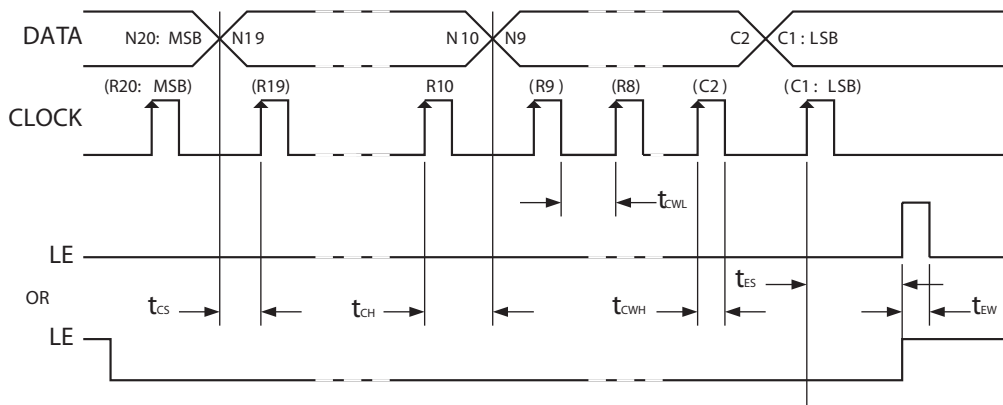 DATA N20: MSB N19 N10 N9 C2 C1: LSB
(R20: MSB) (R19) R10 (R9) (R8) (C2) (C1: LSB)
CLOCK
tCWL
LE
tES
OR
tCS tCH tCWH tEW
LE